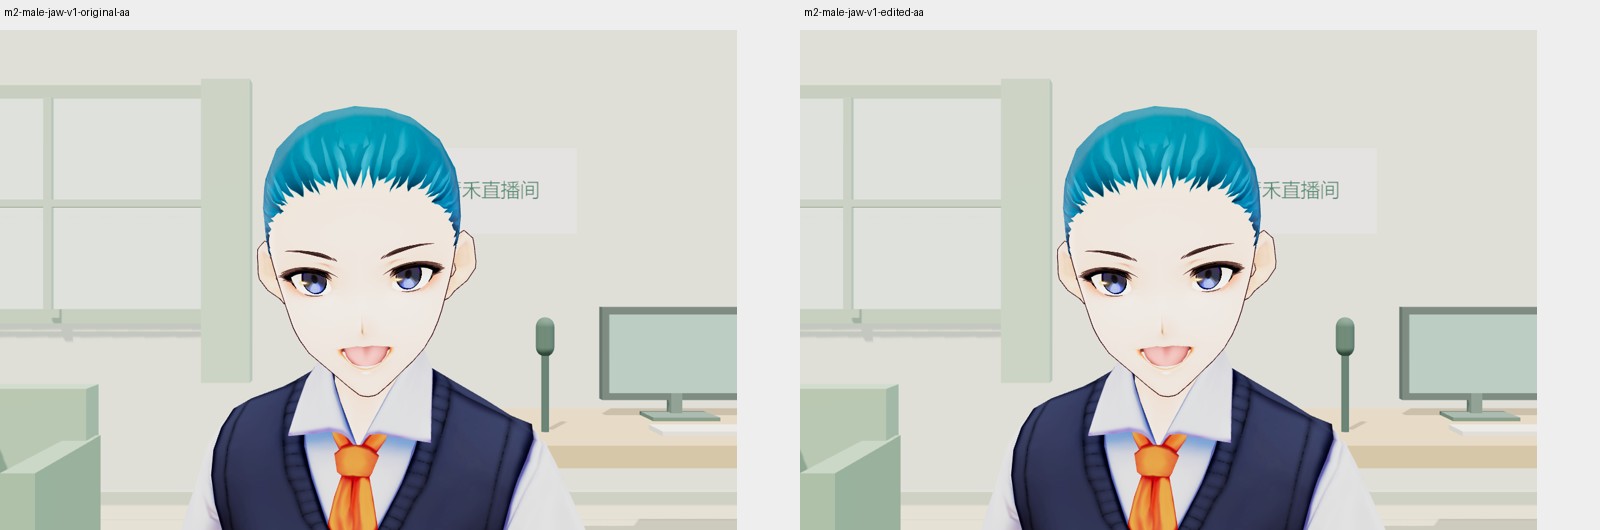 m2-male-jaw-v1-original-aa
m2-male-jaw-v1-edited-aa
禾直播间
禾直播间